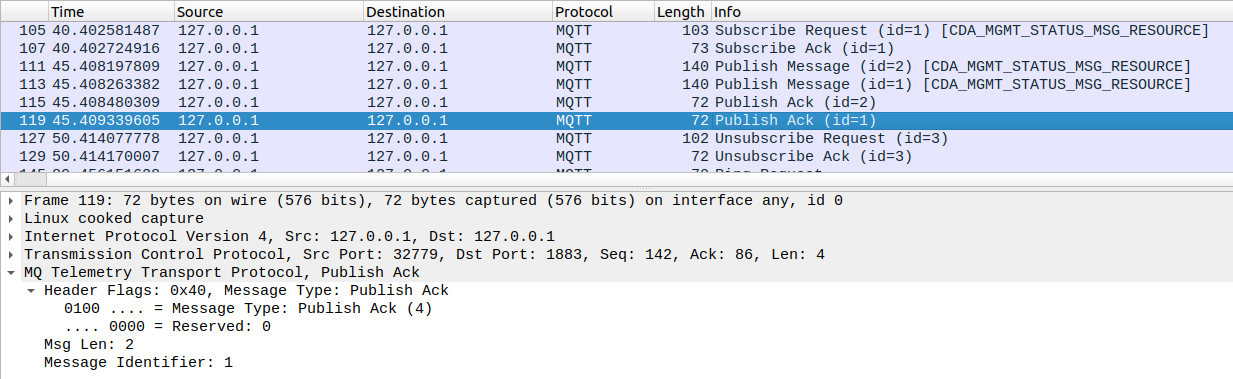 Time Source Destination Protocol Length Info
105 40.402581487 127.0.0.1 127.0.0.1 MQTT 103 Subscribe Request (id=1) [CDA_MGMT_STATUS_MSG_RESOURCE]
107 40.402724916 127.0.0.1 127.0.0.1 MQTT 73 Subscribe Ack (id=1)
111 45.408197809 127.0.0.1 127.0.0.1 MQTT 140 Publish Message (id=2) [CDA_MGMT_STATUS_MSG_RESOURCE]
113 45.408263382 127.0.0.1 127.0.0.1 MQTT 140 Publish Message (id=1) [CDA_MGMT_STATUS_MSG_RESOURCE]
115 45.408480309 127.0.0.1 127.0.0.1 MQTT 72 Publish Ack (id=2)
119 45.409339605 127.0.0.1 127.0.0.1 MQTT 72 Publish Ack (id=1)
127 50.414077778 127.0.0.1 127.0.0.1 MQTT 102 Unsubscribe Request (id=3)
129 50.414170007 127.0.0.1 127.0.0.1 MQTT 72 Unsubscribe Ack (id=3)
Frame 119: 72 bytes on wire (576 bits), 72 bytes captured (576 bits) on interface any, id 0
Linux cooked capture
Internet Protocol Version 4, Src: 127.0.0.1, Dst: 127.0.0.1
Transmission Control Protocol, Src Port: 32779, Dst Port: 1883, Seq: 142, Ack: 86, Len: 4
MQ Telemetry Transport Protocol, Publish Ack
Header Flags: 0x40, Message Type: Publish Ack
0100 .... = Message Type: Publish Ack (4)
.... 0000 = Reserved: 0
Msg Len: 2
Message Identifier: 1